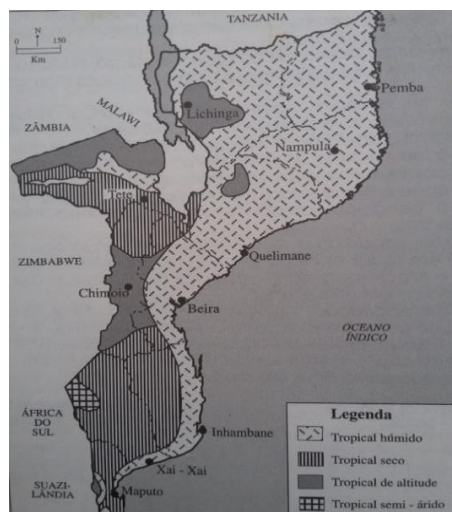 TANZANIA
N
0 150
Km
Pemba
Lichinga
MALAWI
ZÂMBIA
Nampula
Tete
Quelimane
ZIMBABWE
Chimoio
Beira
OCEANO
ÍNDICO
ÁFRICA
DO
SUL
Inhambane
Xai - Xai
SUAZI-
LÂNDIA
Maputo
Legenda
Tropical húmido
Tropical seco
Tropical de altitude
Tropical semi - árido